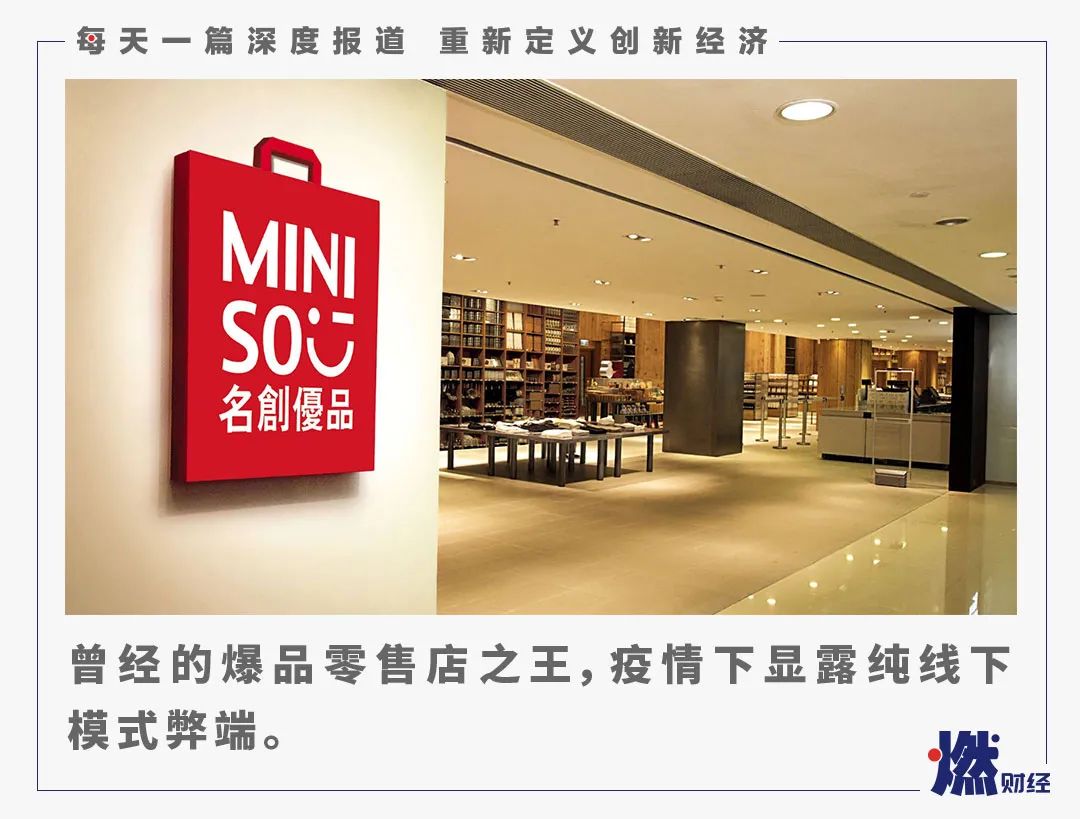 每天一篇深度报道 重新定义创新经济
MINI
SO
名創優品
曾经的爆品零售店之王,疫情下显露纯线下
模式弊端。
燃财经